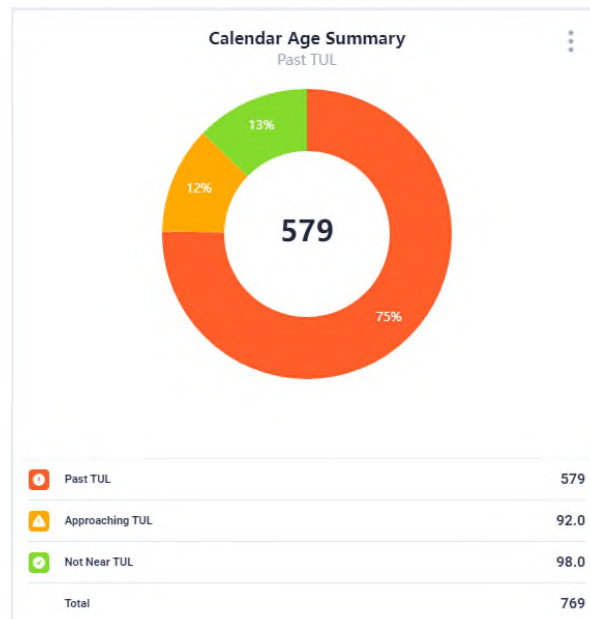 Calendar Age Summary
Past TUL
13%
12%
579
75%
Past TUL 579
Approaching TUL 92.0
Not Near TUL 98.0
Total 769